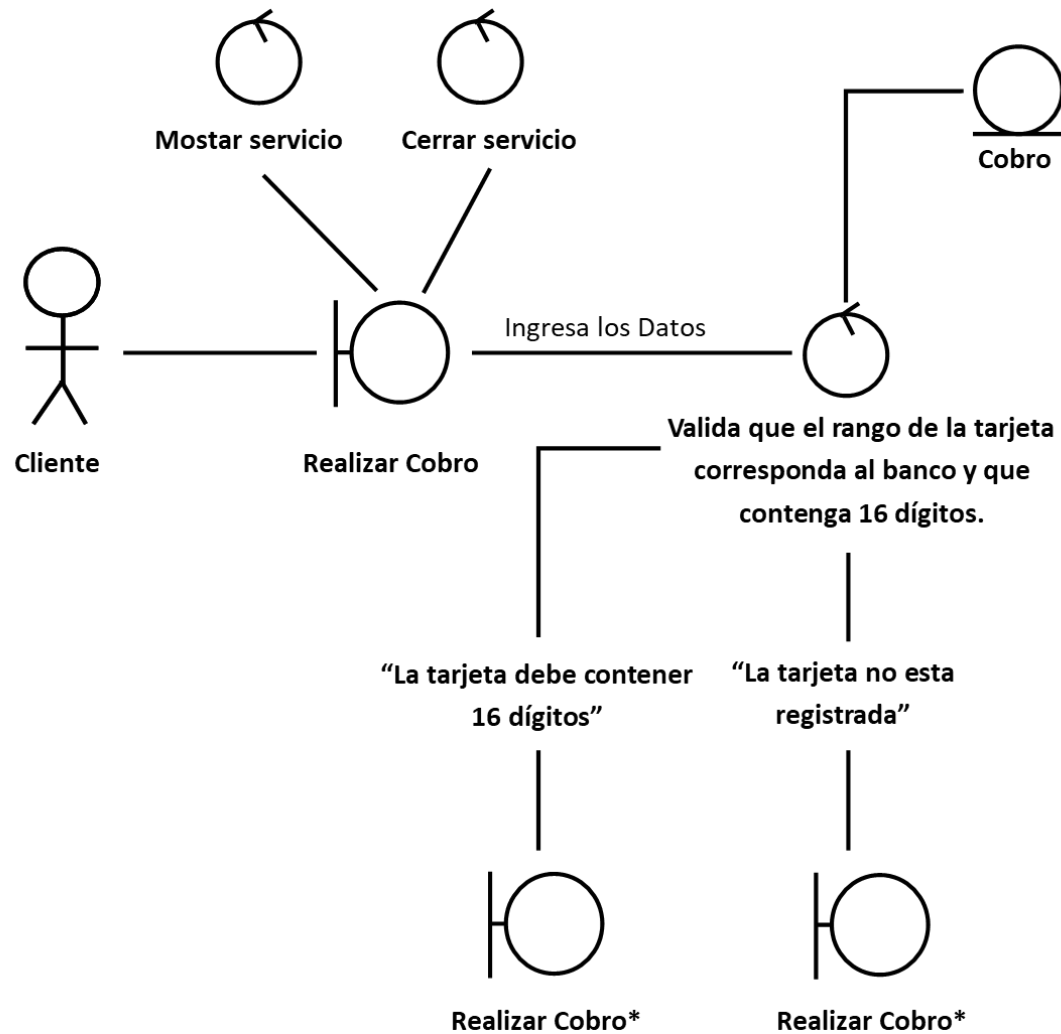 Mostar servicio
Cerrar servicio
Cobro
Ingresa los Datos
Cliente
Realizar Cobro
Valida que el rango de la tarjeta
corresponda al banco y que
contenga 16 dígitos.
“La tarjeta debe contener
16 dígitos”
“La tarjeta no esta
registrada”
Realizar Cobro*
Realizar Cobro*